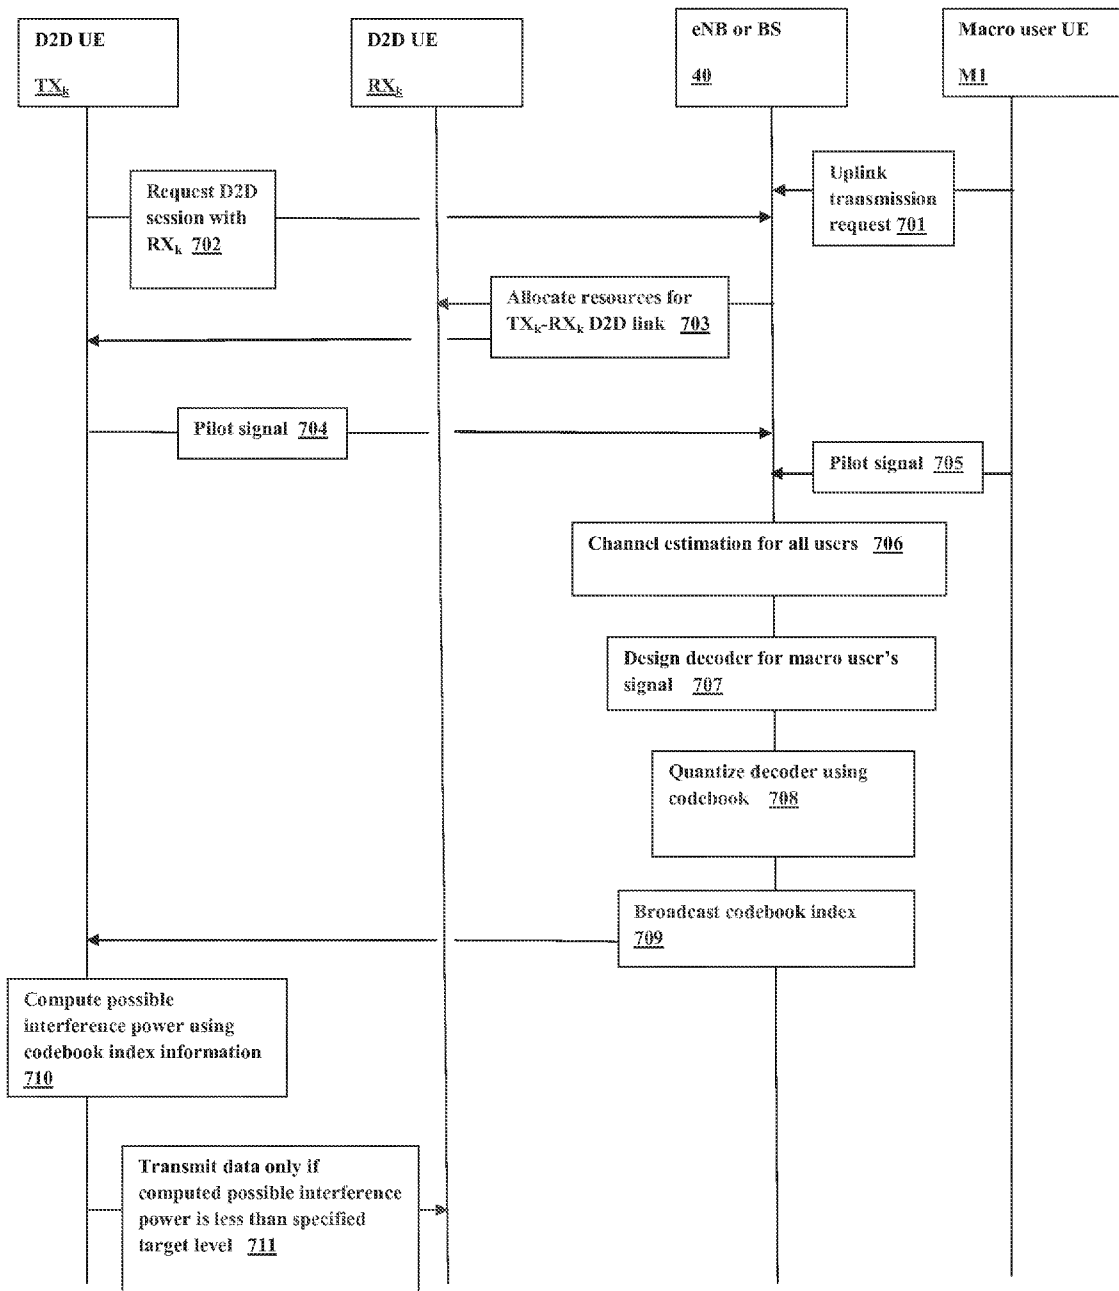 D2D UE
TXk
D2D UE
RXk
eNB or BS
40
Macro user UE
M1
Uplink
transmission
request 701
Request D2D
session with
RXk 702
Allocate resources for
TXk-RXk D2D link 703
Pilot signal 704
Pilot signal 705
Channel estimation for all users 706
Design decoder for macro user's
signal 707
Quantize decoder using
codebook 708
Broadcast codebook index
709
Compute possible
interference power using
codebook index information
710
Transmit data only if
computed possible interference
power is less than specified
target level 711